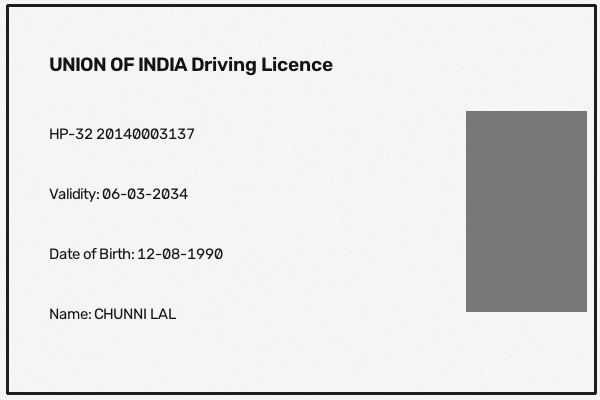 UNION OF INDIA Driving Licence
HP-32 20140003137
Validity: 06-03-2034
Date of Birth: 12-08-1990
Name: CHUNNI LAL